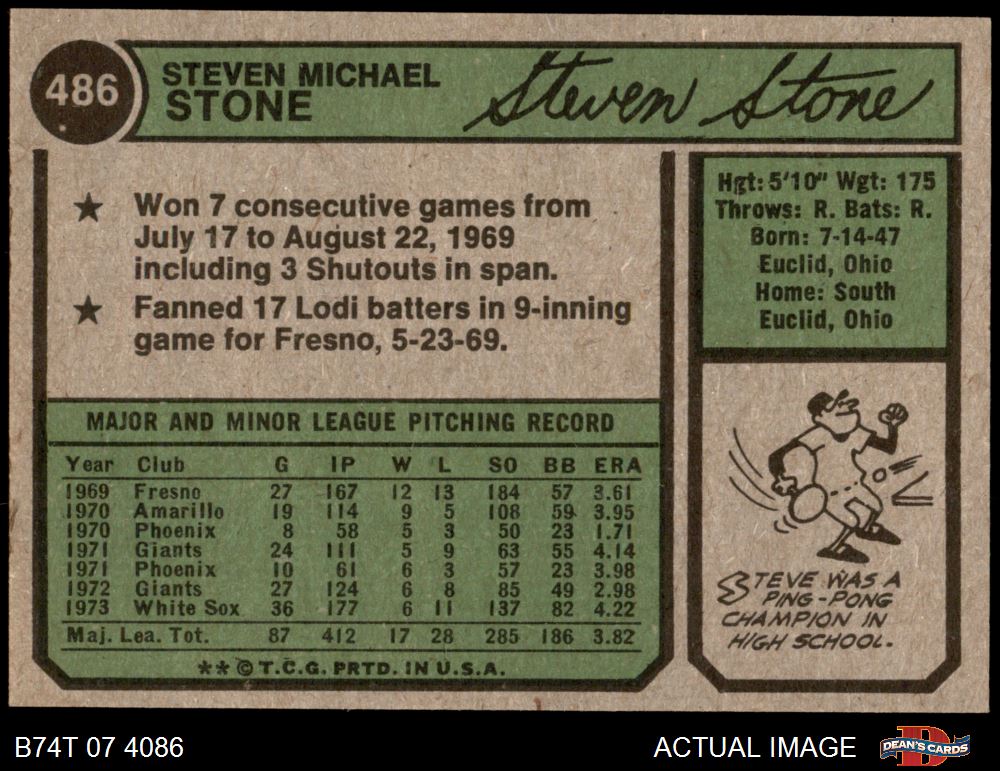 486
STEVEN MICHAEL
STONE
Steven Stone
★ Won 7 consecutive games from
July 17 to August 22, 1969
including 3 Shutouts in span.
★ Fanned 17 Lodi batters in 9-inning
game for Fresno, 5-23-69.
MAJOR AND MINOR LEAGUE PITCHING RECORD
Year Club G IP W L SO BB ERA
1969 Fresno 27 167 12 13 184 57 3.61
1970 Amarillo 19 114 9 5 108 59 3.95
1970 Phoenix 8 58 5 3 50 23 1.71
1971 Giants 24 111 5 9 63 55 4.14
1971 Phoenix 10 61 6 3 57 23 3.98
1972 Giants 27 124 6 8 85 49 2.98
1973 White Sox 36 177 6 11 137 82 4.22
Maj. Lea. Tot. 87 412 17 28 285 186 3.82
**© T.C.G. PRTD. IN U.S.A.
Hgt: 5'10" Wgt: 175
Throws: R. Bats: R.
Born: 7-14-47
Euclid, Ohio
Home: South
Euclid, Ohio
STEVE WAS A
PING-PONG
CHAMPION IN
HIGH SCHOOL.
B74T 07 4086
ACTUAL IMAGE
DEAN'S CARDS